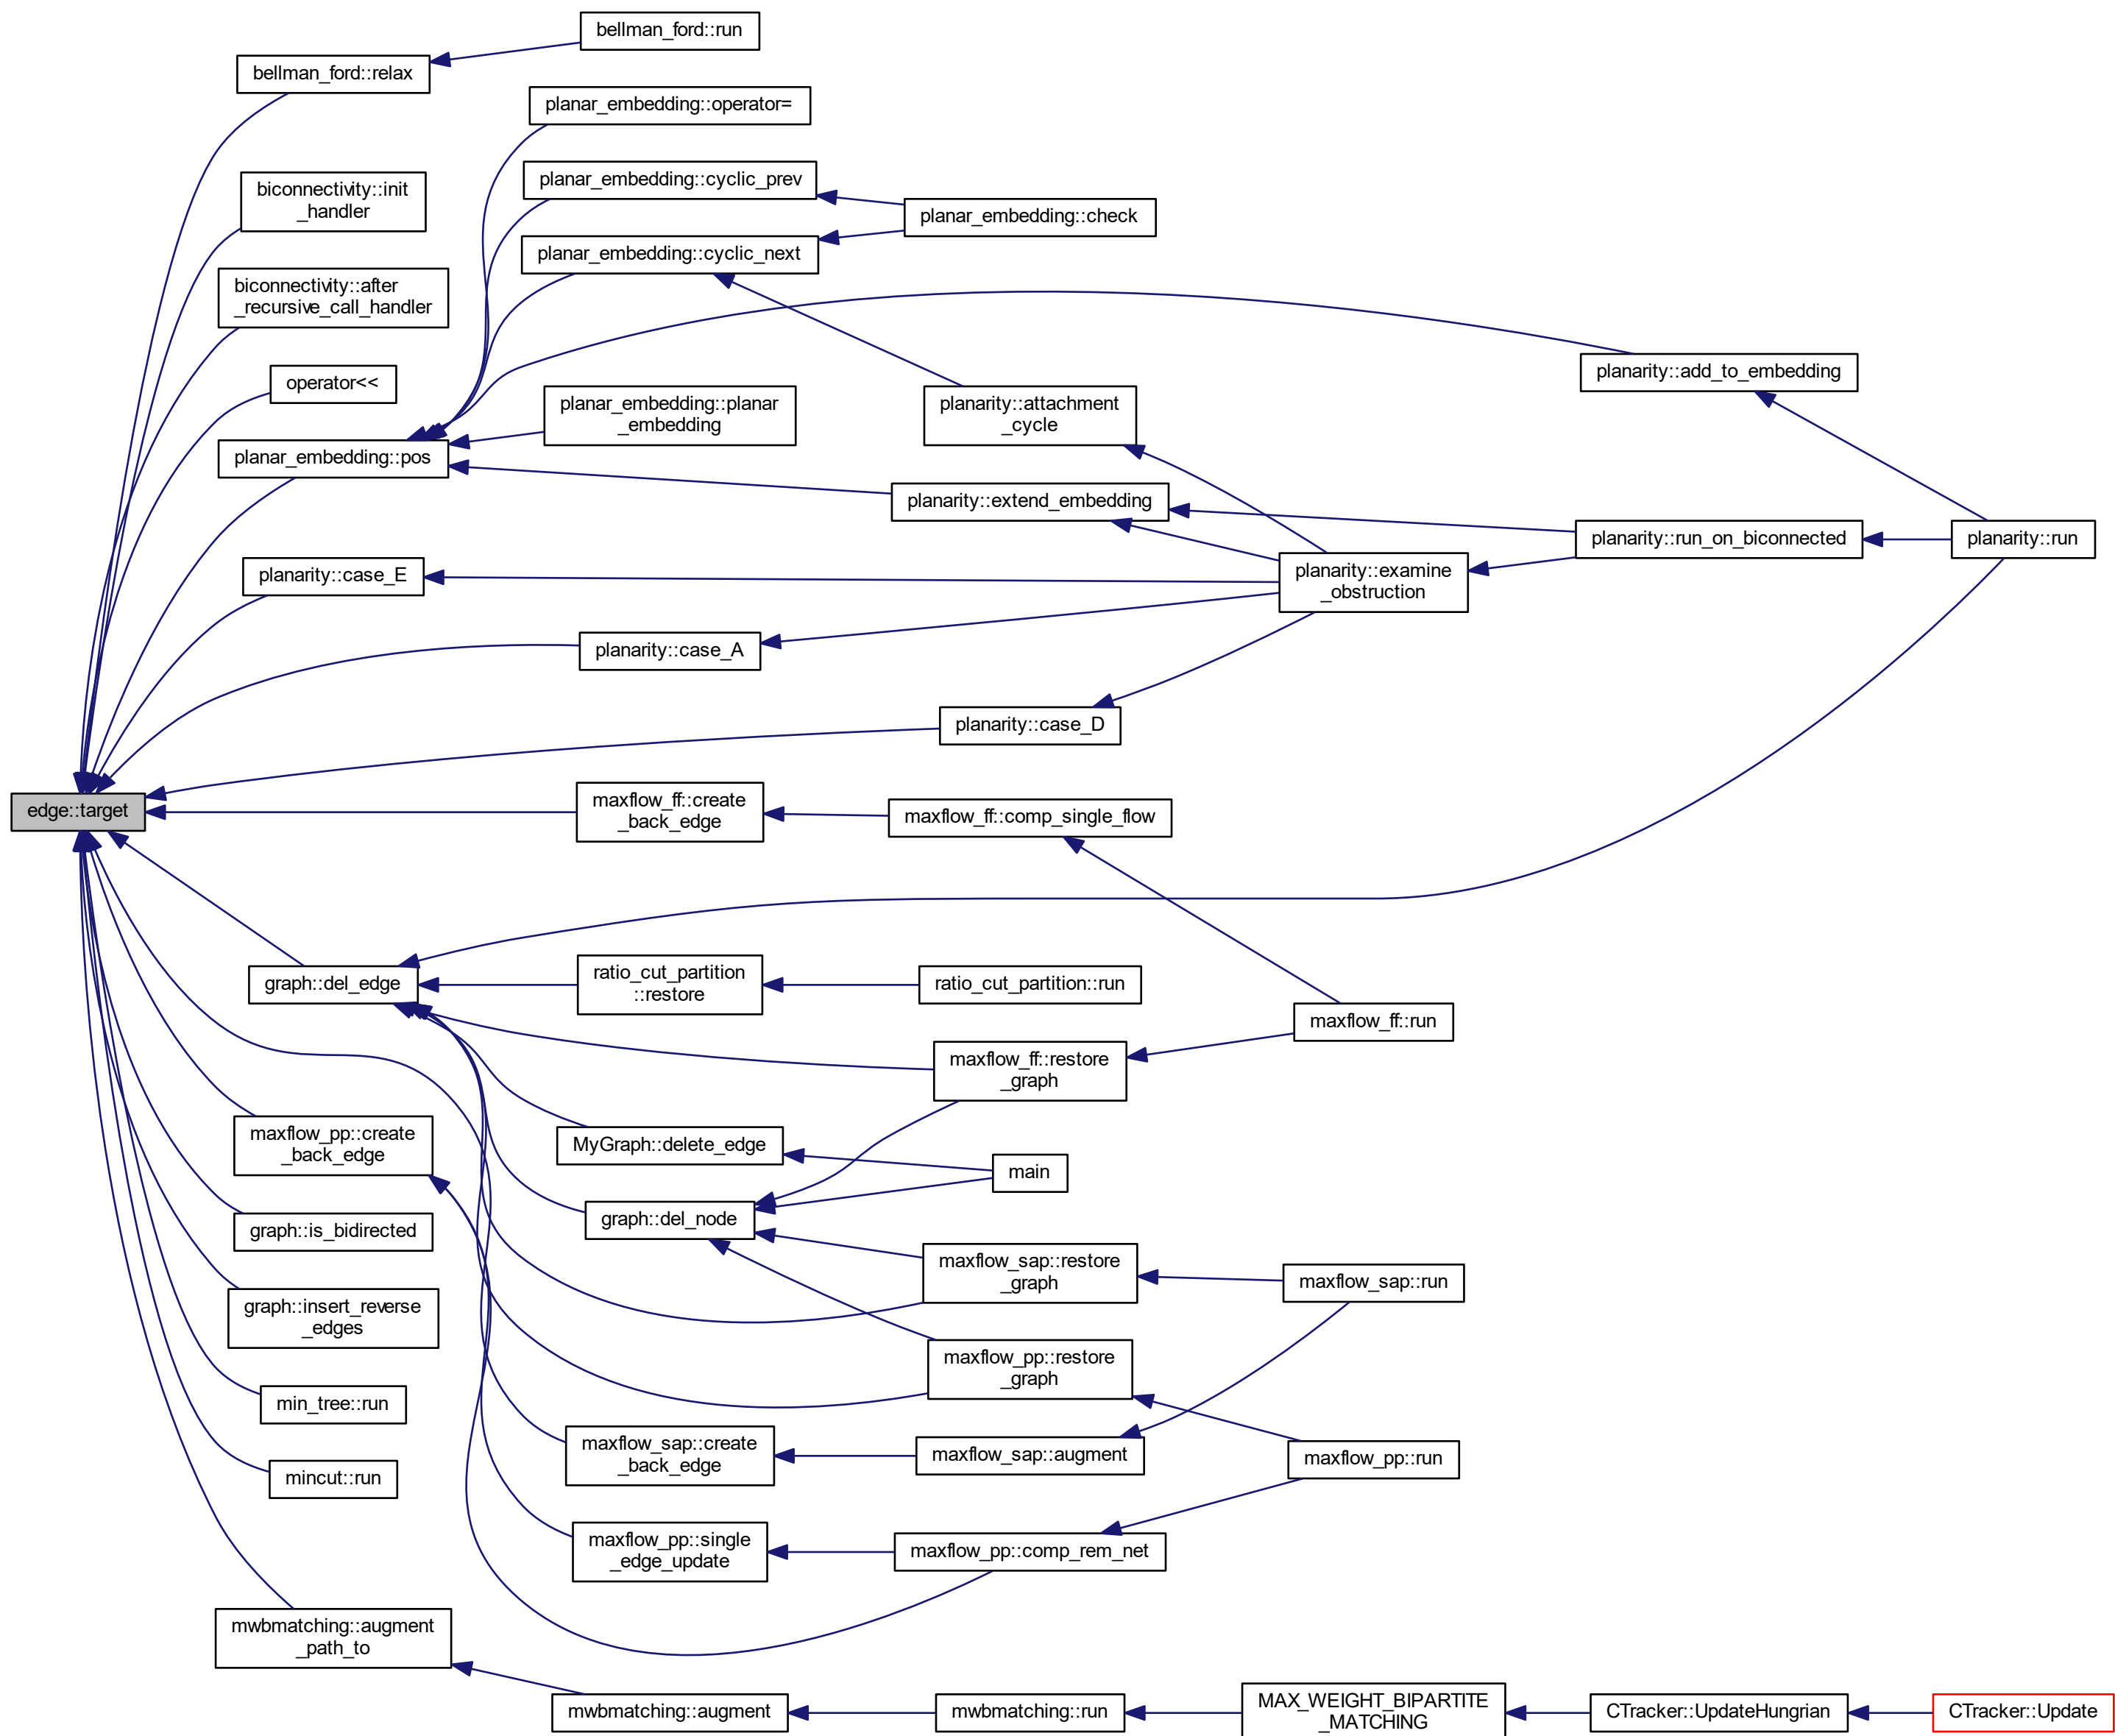 bellman_ford::run
bellman_ford::relax
planar_embedding::operator=
biconnectivity::init
_handler
planar_embedding::cyclic_prev
planar_embedding::check
planar_embedding::cyclic_next
biconnectivity::after
_recursive_call_handler
operator<<
planarity::add_to_embedding
planar_embedding::planar
_embedding
planarity::attachment
_cycle
planar_embedding::pos
planarity::extend_embedding
planarity::run_on_biconnected
planarity::run
planarity::case_E
planarity::examine
_obstruction
planarity::case_A
planarity::case_D
edge::target
maxflow_ff::create
_back_edge
maxflow_ff::comp_single_flow
graph::del_edge
ratio_cut_partition
::restore
ratio_cut_partition::run
maxflow_ff::run
maxflow_ff::restore
_graph
maxflow_pp::create
_back_edge
MyGraph::delete_edge
main
graph::del_node
graph::is_bidirected
maxflow_sap::restore
_graph
maxflow_sap::run
graph::insert_reverse
_edges
maxflow_pp::restore
_graph
min_tree::run
maxflow_sap::create
_back_edge
maxflow_sap::augment
maxflow_pp::run
mincut::run
maxflow_pp::single
_edge_update
maxflow_pp::comp_rem_net
mwbmatching::augment
_path_to
mwbmatching::augment
mwbmatching::run
MAX_WEIGHT_BIPARTITE
_MATCHING
CTracker::UpdateHungrian
CTracker::Update